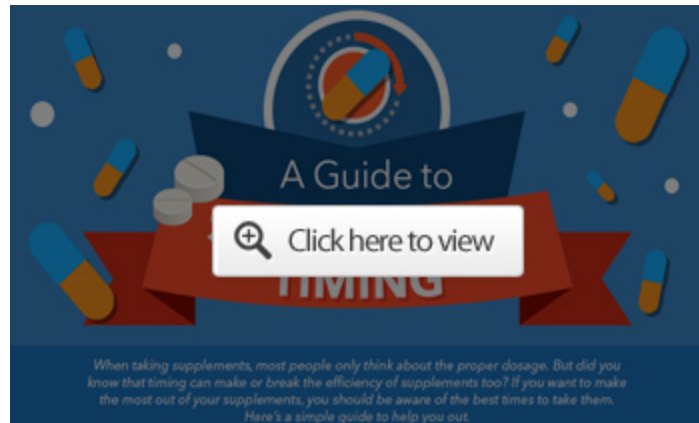 A Guide to
Click here to view
TIMING
When taking supplements, most people only think about the proper dosage. But did you
know that timing can make or break the efficiency of supplements too? If you want to make
the most out of your supplements, you should be aware of the best times to take them.
Here's a simple guide to help you out.